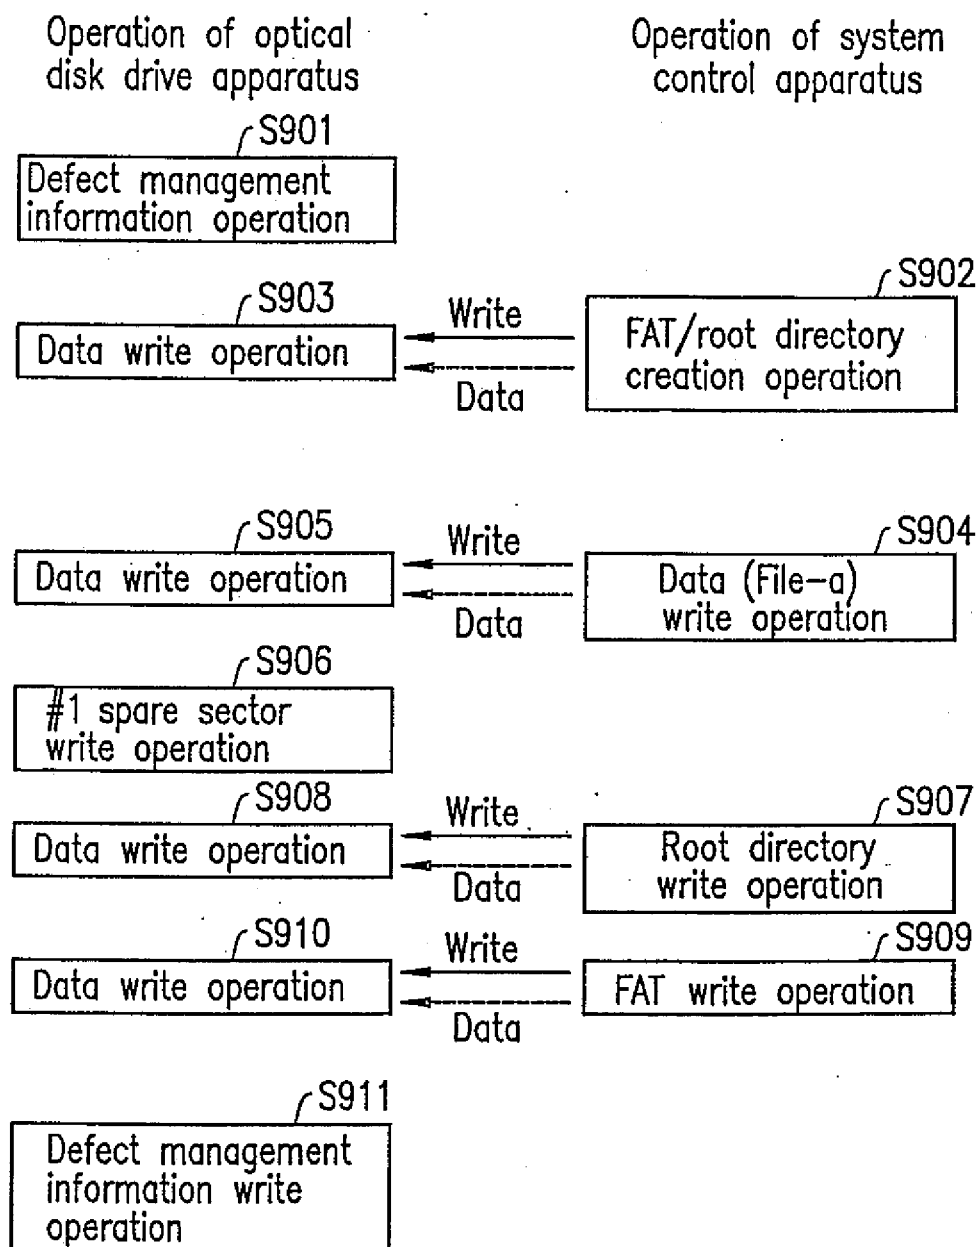 Operation of optical
disk drive apparatus
Operation of system
control apparatus
S901
Defect management
information operation
S902
S903
Write
FAT/root directory
creation operation
Data write operation
Data
S904
S905
Write
Data (File-a)
write operation
Data write operation
Data
S906
#1 spare sector
write operation
S907
S908
Write
Root directory
write operation
Data write operation
Data
S909
S910
Write
FAT write operation
Data write operation
Data
S911
Defect management
information write
operation